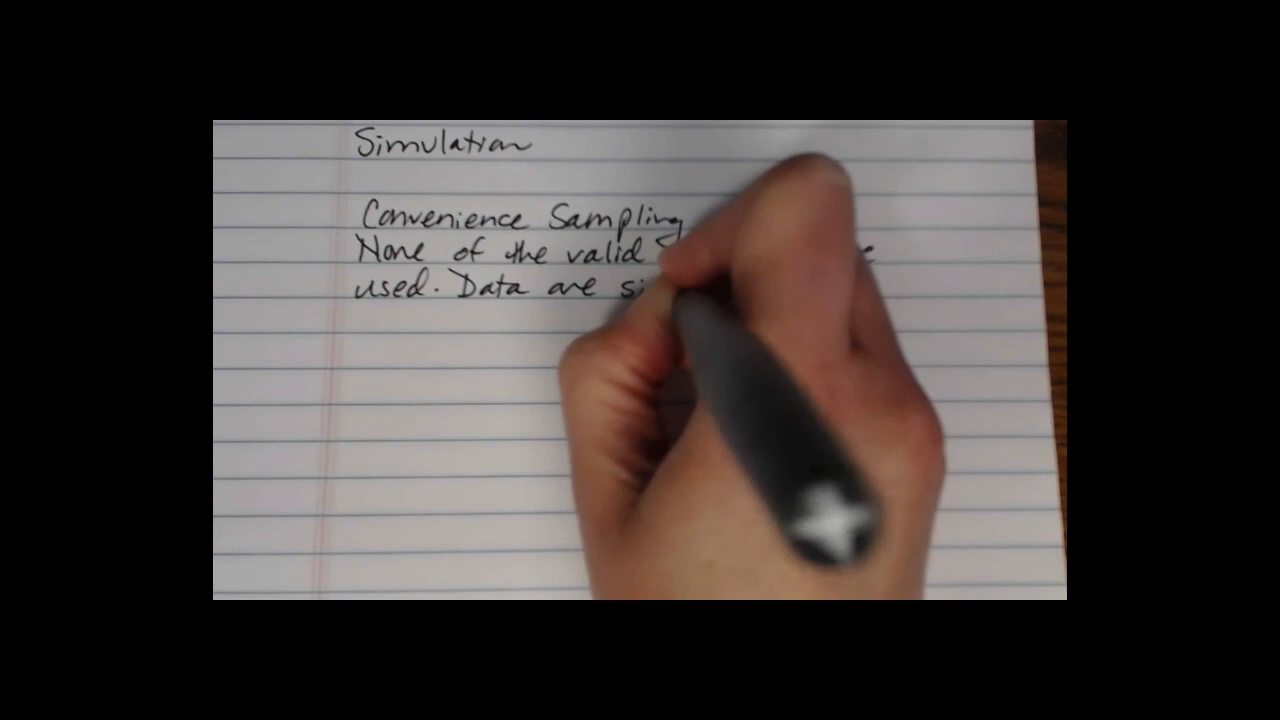 Simulation
Convenience Sampling
None of the valid
used. Data are